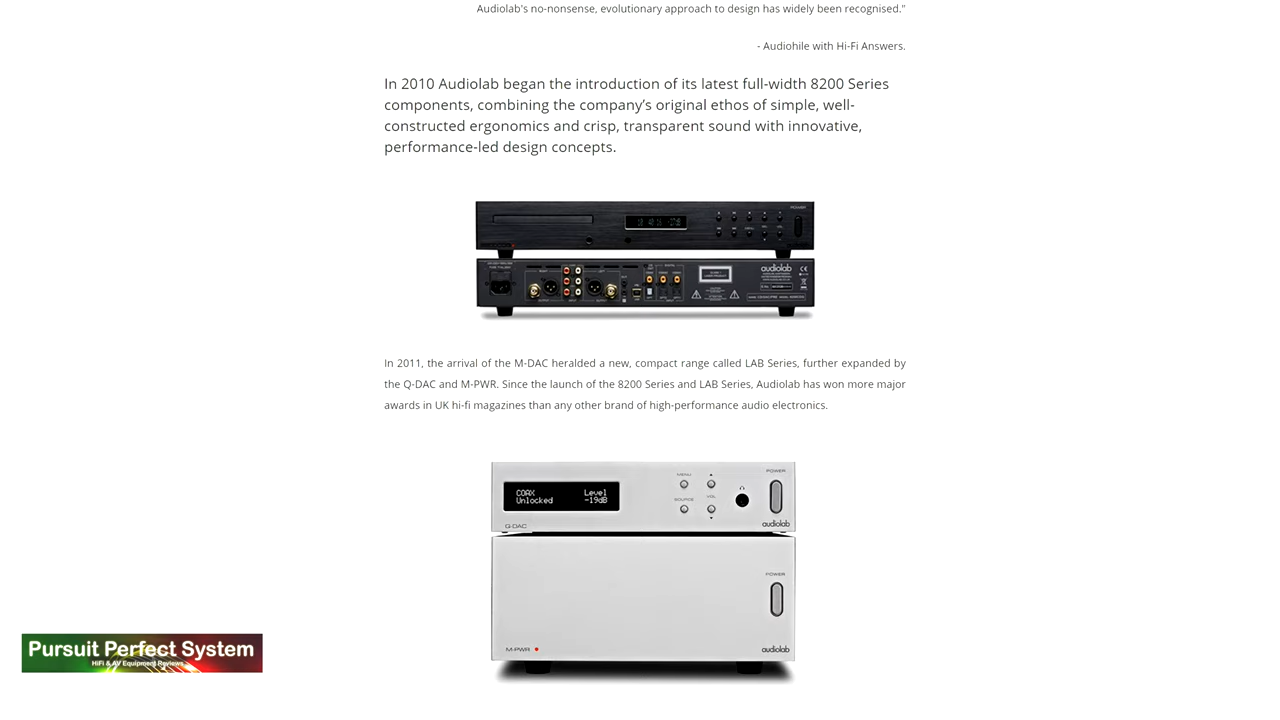 Audiolab's no-nonsense, evolutionary approach to design has widely been recognised."
- Audiohile with Hi-Fi Answers.
In 2010 Audiolab began the introduction of its latest full-width 8200 Series
components, combining the company's original ethos of simple, well-
constructed ergonomics and crisp, transparent sound with innovative,
performance-led design concepts.
POWER
audiolab
In 2011, the arrival of the M-DAC heralded a new, compact range called LAB Series, further expanded by
the Q-DAC and M-PWR. Since the launch of the 8200 Series and LAB Series, Audiolab has won more major
awards in UK hi-fi magazines than any other brand of high-performance audio electronics.
MENU
POWER
COAX Level
Unlocked -19dB
SOURCE
VOL
Q-DAC
audiolab
POWER
M-PWR
audiolab
Pursuit Perfect System
HiFi & AV Equipment Reviews